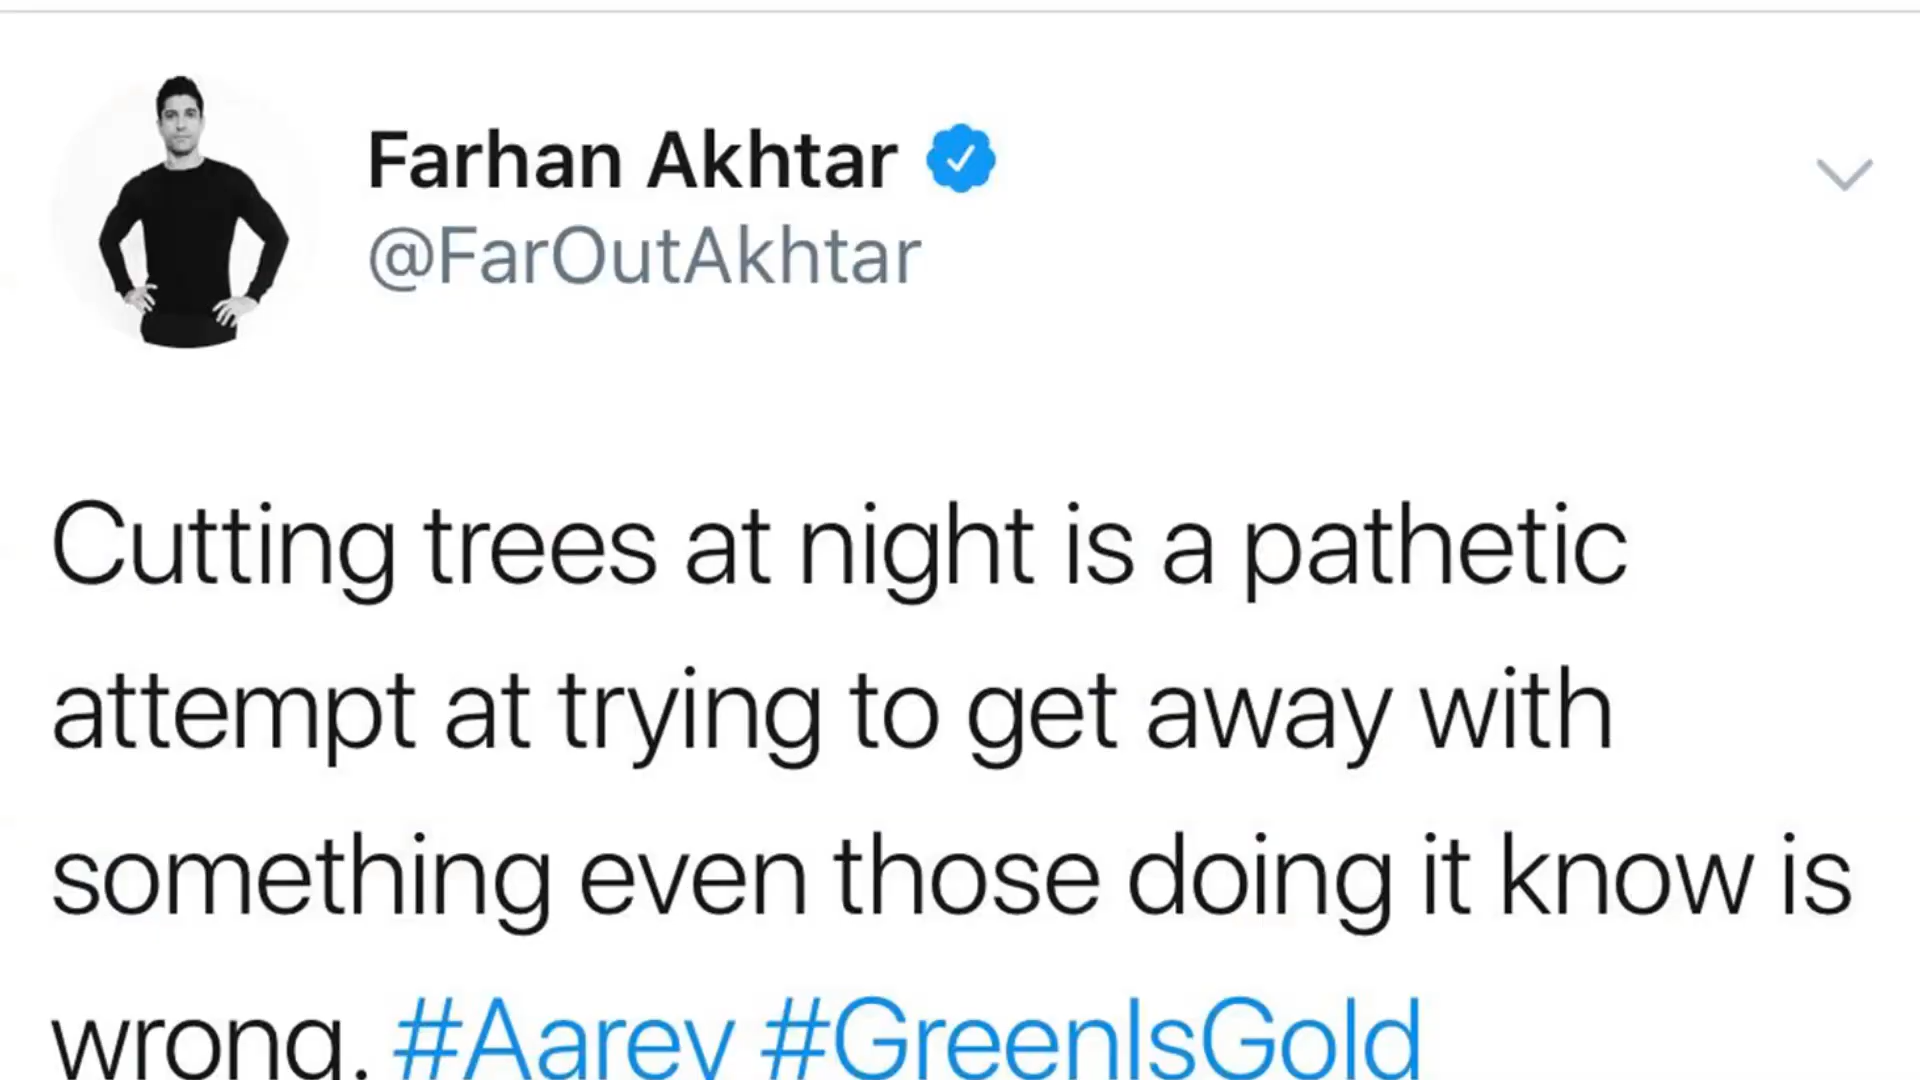 Farhan Akhtar
@FarOutAkhtar
Cutting trees at night is a pathetic
attempt at trying to get away with
something even those doing it know is
wrong. #Aarey #GreenIsGold